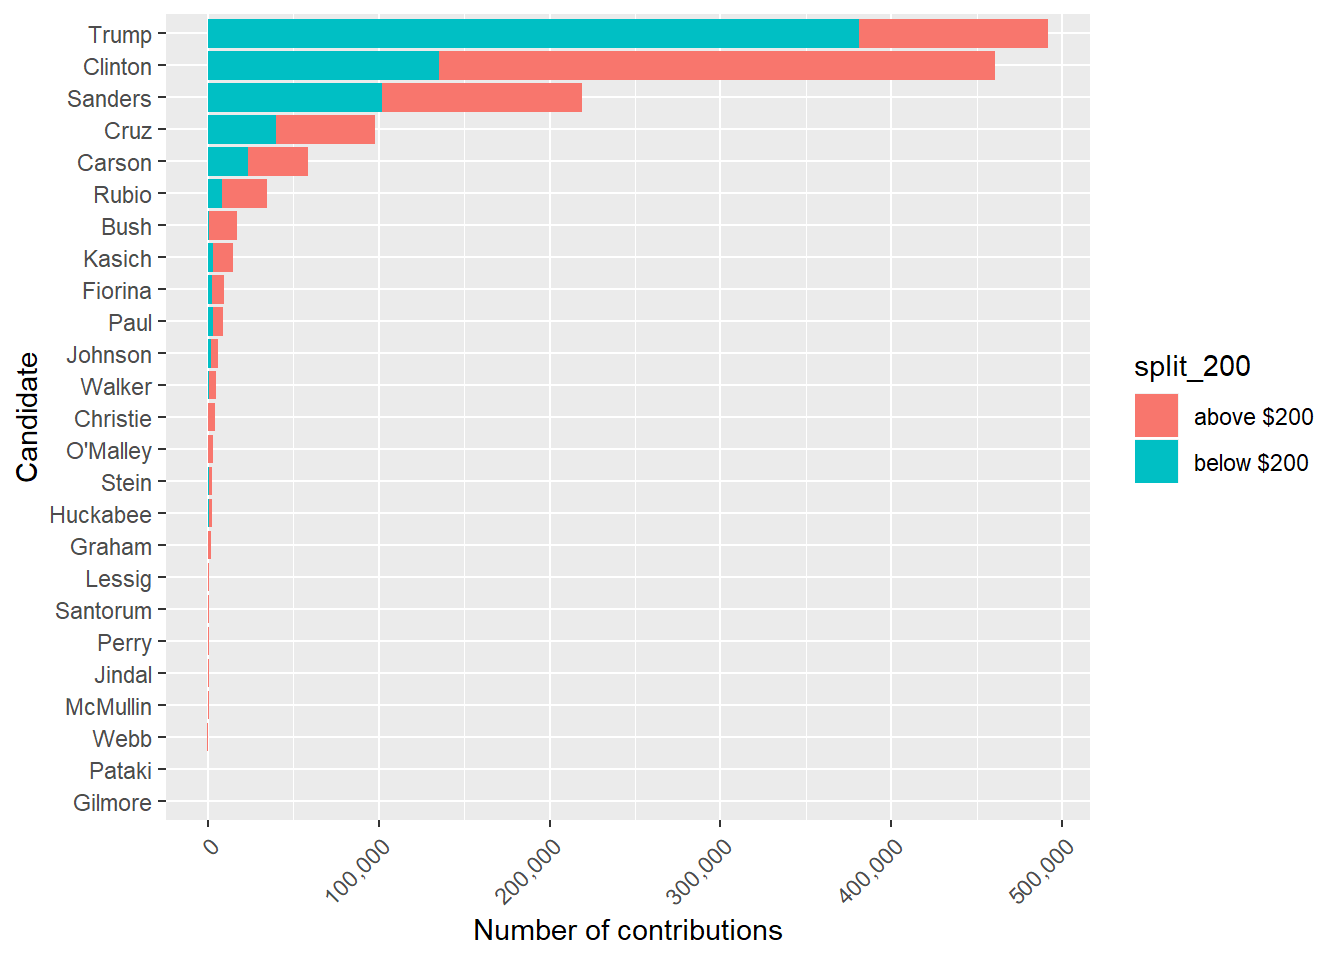 Trump
Clinton
Sanders
Cruz
Carson
Rubio
Bush
Kasich
Fiorina
Paul
Johnson
Walker
Christie
O'Malley
Stein
Huckabee
Graham
Lessig
Santorum
Perry
Jindal
McMullin
Webb
Pataki
Gilmore
Candidate
0
100,000
200,000
300,000
400,000
500,000
Number of contributions
split_200
above $200
below $200